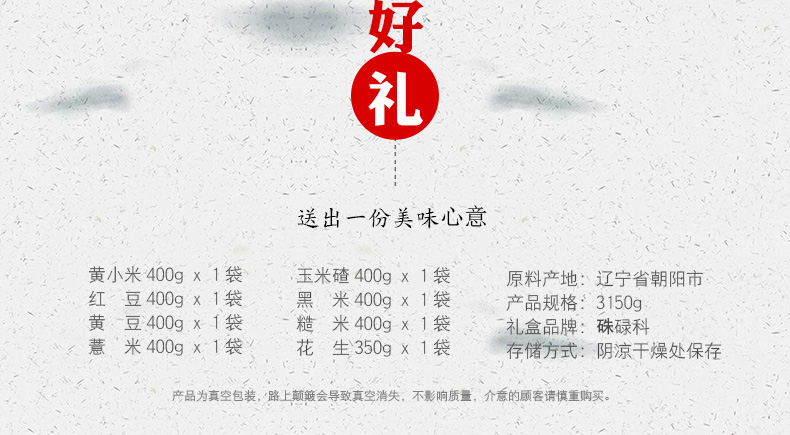 好
礼
送出一份美味心意
黄小米 400g x 1袋
红 豆 400g x 1袋
黄 豆 400g x 1袋
薏 米 400g x 1袋
玉米碴 400g x 1袋
黑 米 400g x 1袋
糙 米 400g x 1袋
花 生 350g x 1袋
原料产地：辽宁省朝阳市
产品规格：3150g
礼盒品牌：硃碌科
存储方式：阴凉干燥处保存
产品为真空包装，路上颠簸会导致真空消失，不影响质量，介意的顾客请慎重购买。